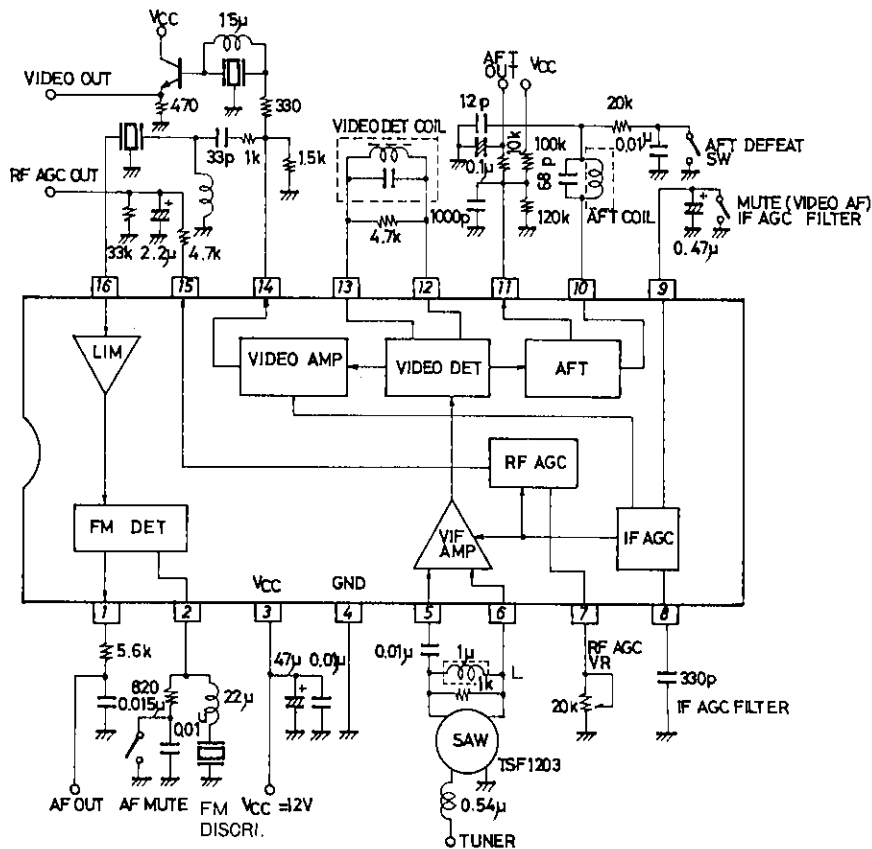 VCC
15µ
VIDEO OUT
470
330
33p
1k
1.5k
RF AGC OUT
33k
2.2µ
4.7k
VIDEO DET COIL
4.7k
AFT
OUT
VCC
12p
0.1µ
10k
100k
1000p
120k
68p
AFT COIL
20k
0.01µ
AFT DEFEAT
SW
MUTE (VIDEO AF)
IF AGC FILTER
0.47µ
16
15
14
13
12
11
10
9
LIM
VIDEO AMP
VIDEO DET
AFT
RF AGC
FM DET
VIF
AMP
IF AGC
VCC
GND
1
2
3
4
5
6
7
8
5.6k
820
0.015µ
0.01µ
22µ
47µ
0.01µ
0.01µ
1µ
L
1k
SAW
TSF1203
0.54µ
TUNER
RF AGC
VR
20k
330p
IF AGC FILTER
AF OUT
AF MUTE
FM
DISCRI.
VCC=12V